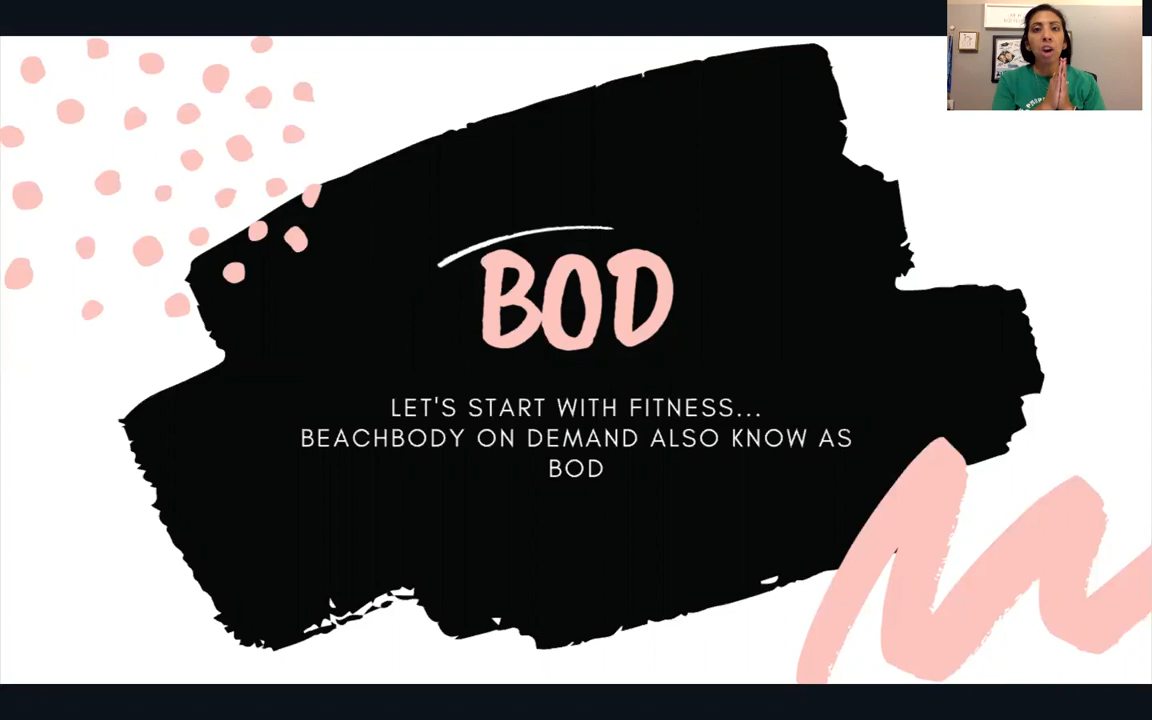 BOD
LET'S START WITH FITNESS...
BEACHBODY ON DEMAND ALSO KNOW AS
BOD